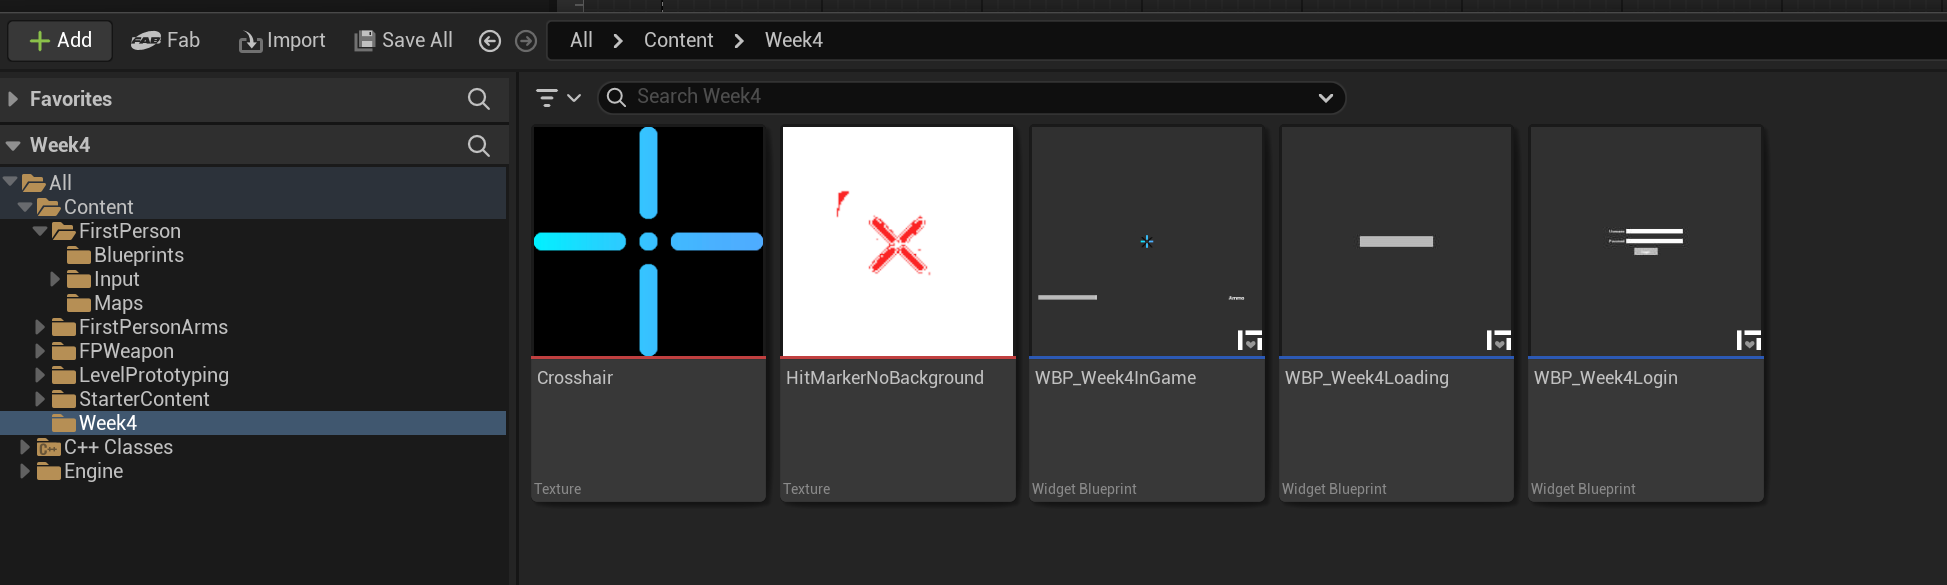 Add
Fab
Import
Save All
All > Content > Week4
Favorites
Week4
All
Content
FirstPerson
Blueprints
Input
Maps
FirstPersonArms
FPWeapon
LevelPrototyping
StarterContent
Week4
C++ Classes
Engine
Search Week4
Ammo
Username
Password
Crosshair
HitMarkerNoBackground
WBP_Week4InGame
WBP_Week4Loading
WBP_Week4Login
Texture
Texture
Widget Blueprint
Widget Blueprint
Widget Blueprint